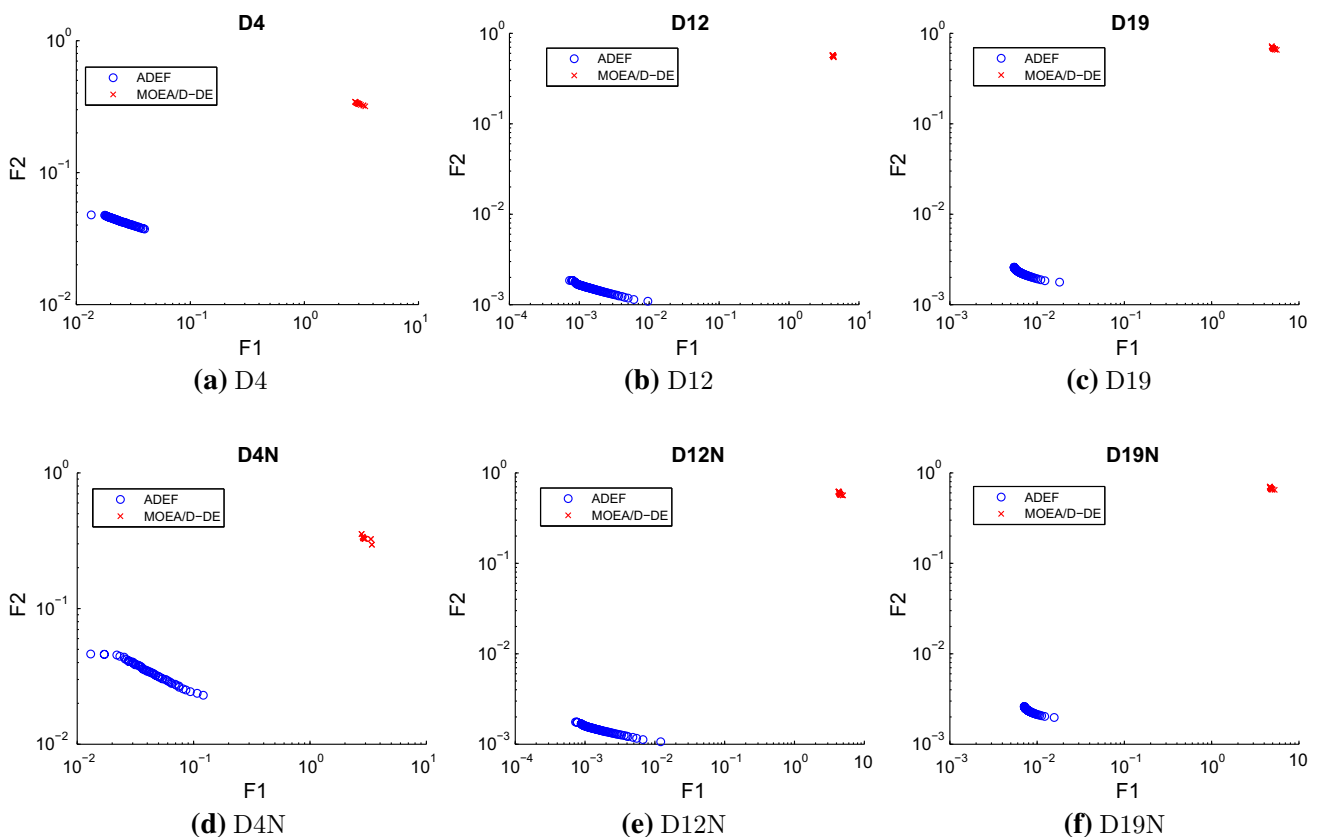 D4
10^0
10^-1
10^-2
F2
ADEF
MOEA/D−DE
10^-2
10^-1
10^0
10^1
F1
(a) D4
D12
10^0
10^-1
10^-2
10^-3
F2
ADEF
MOEA/D−DE
10^-4
10^-3
10^-2
10^-1
10^0
10^1
F1
(b) D12
D19
10^0
10^-1
10^-2
10^-3
F2
ADEF
MOEA/D−DE
10^-3
10^-2
10^-1
10^0
10
F1
(c) D19
D4N
10^0
10^-1
10^-2
F2
ADEF
MOEA/D−DE
10^-2
10^-1
10^0
10^1
F1
(d) D4N
D12N
10^0
10^-1
10^-2
10^-3
F2
ADEF
MOEA/D−DE
10^-4
10^-3
10^-2
10^-1
10^0
10^1
F1
(e) D12N
D19N
10^0
10^-1
10^-2
10^-3
F2
ADEF
MOEA/D−DE
10^-3
10^-2
10^-1
10^0
10
F1
(f) D19N